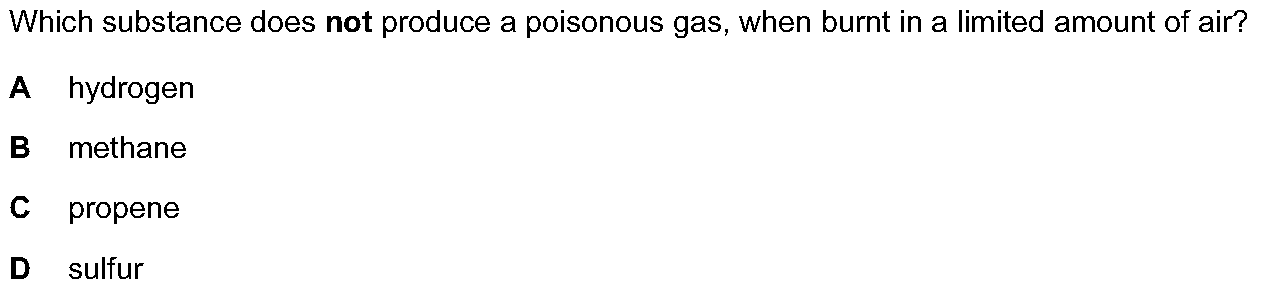 Which substance does not produce a poisonous gas, when burnt in a limited amount of air?
A hydrogen
B methane
C propene
D sulfur